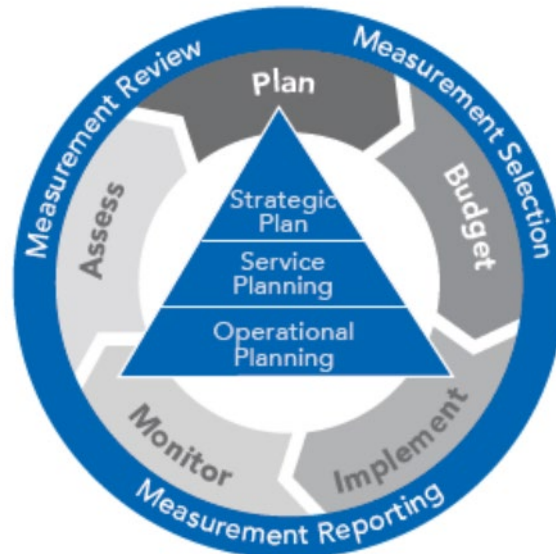 Measurement Review
Measurement Selection
Plan
Budget
Implement
Monitor
Assess
Strategic
Plan
Service
Planning
Operational
Planning
Measurement Reporting